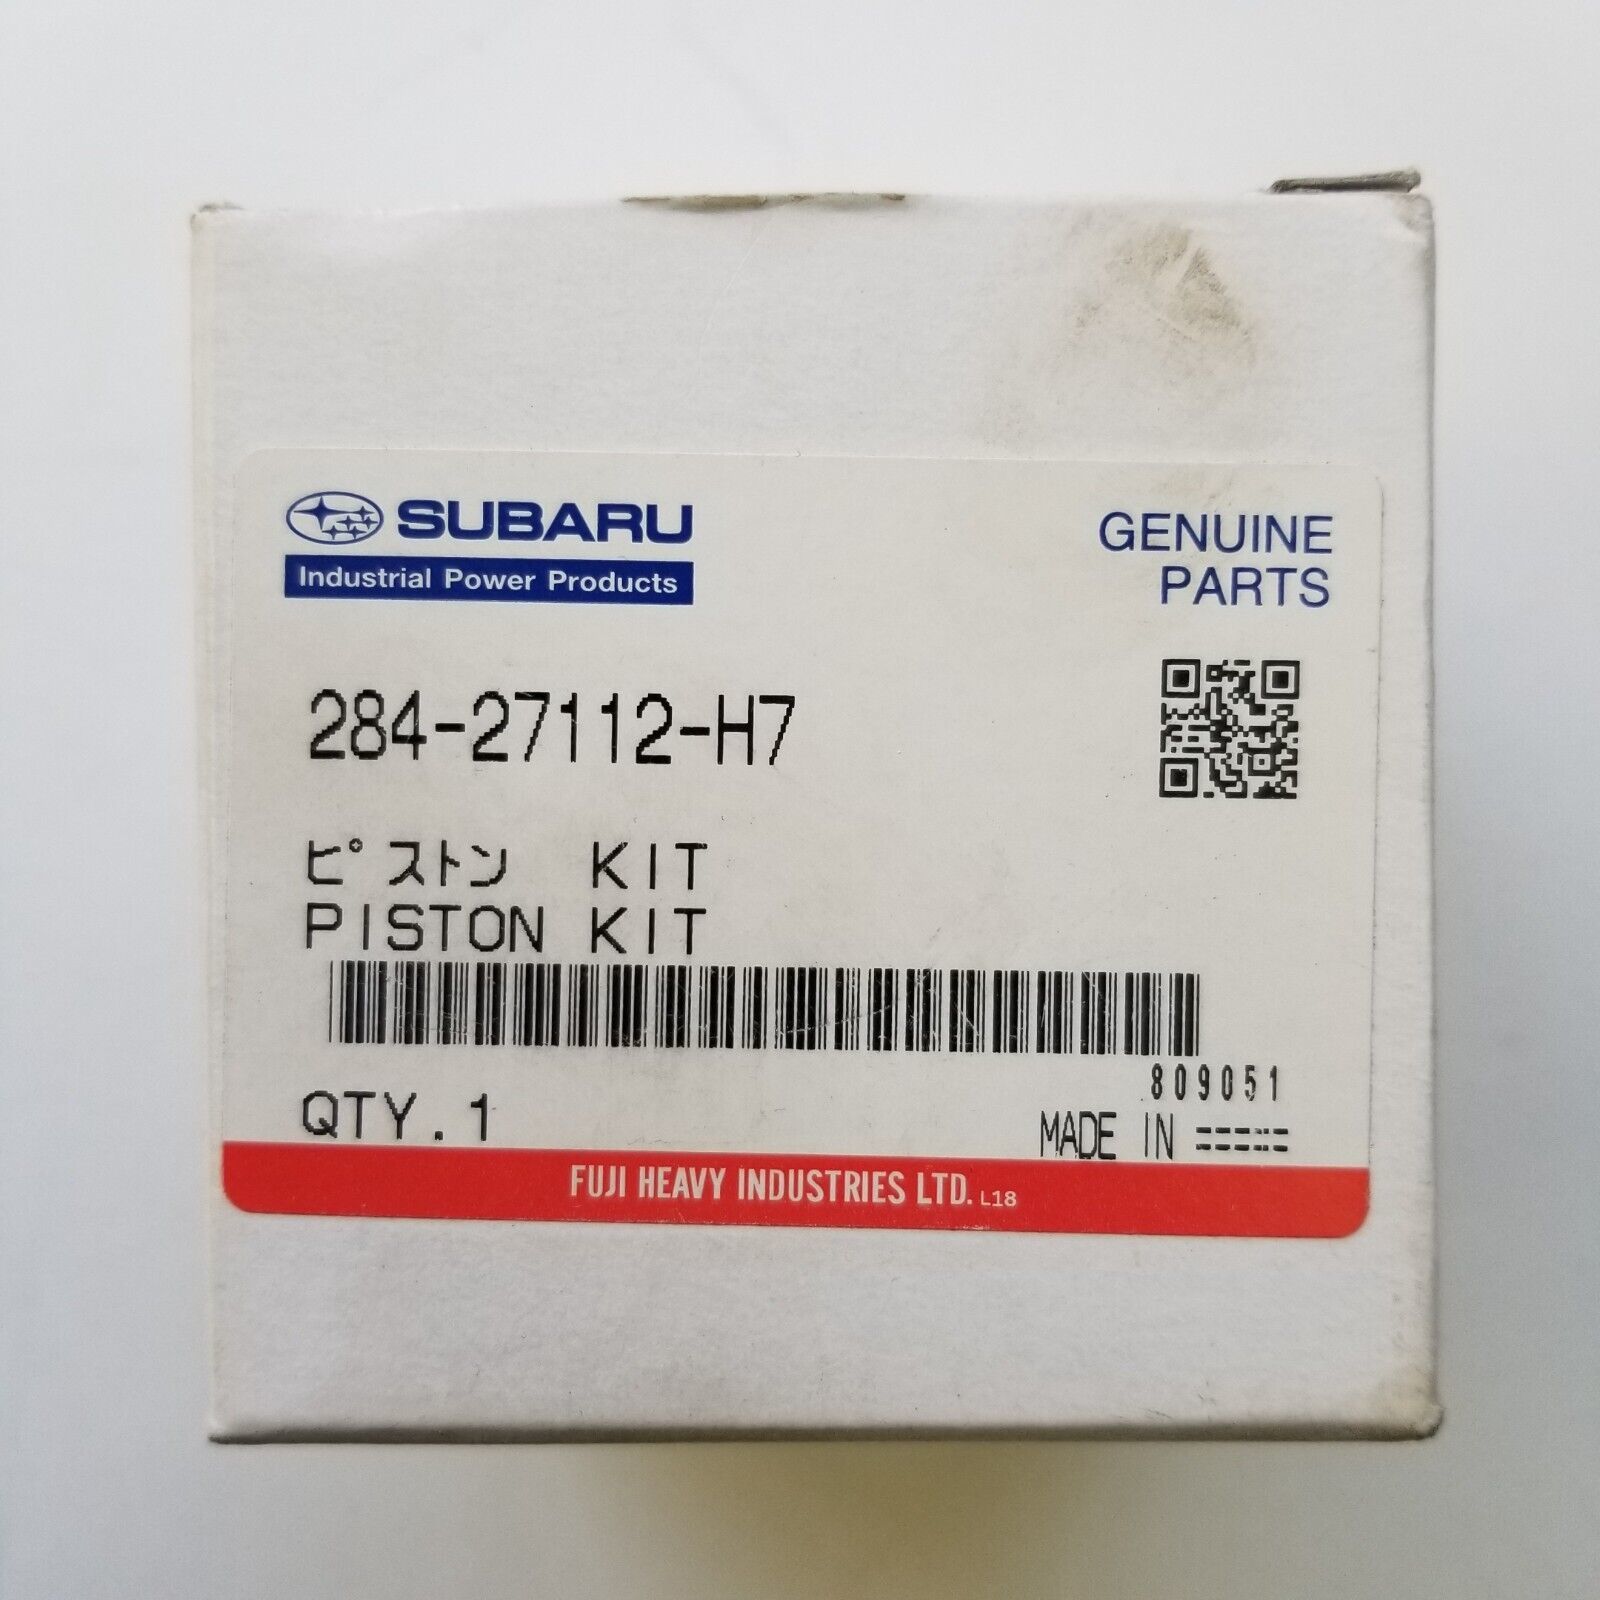 SUBARU
Industrial Power Products
GENUINE
PARTS
284-27112-H7
ピストン KIT
PISTON KIT
809051
QTY.1
MADE IN =====
FUJI HEAVY INDUSTRIES LTD. L18